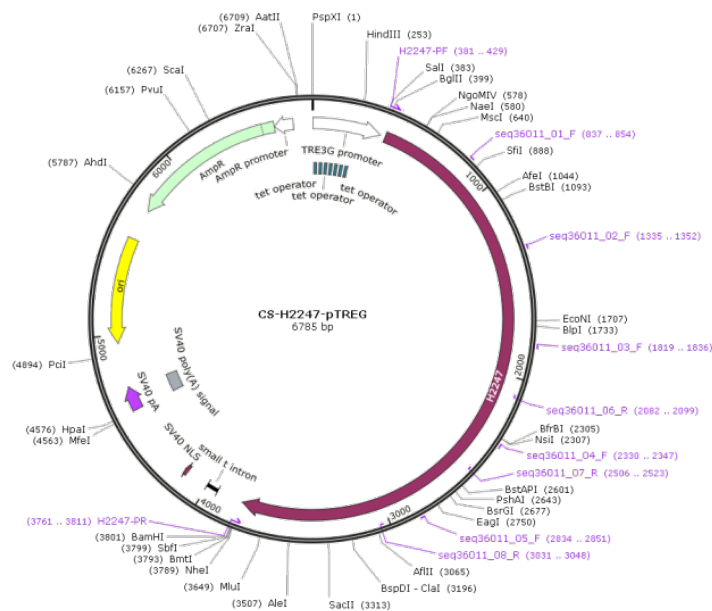 (6709) AatII
(6707) ZraI
PspXI (1)
HindIII (253)
H2247-PF (381 .. 429)
SalI (383)
BglII (399)
NgoMIV (578)
NaeI (580)
MscI (640)
seq36011_01_F (837 .. 854)
SfiI (888)
AfeI (1044)
BstBI (1093)
seq36011_02_F (1335 .. 1352)
EcoNI (1707)
BlpI (1733)
seq36011_03_F (1819 .. 1836)
seq36011_06_R (2082 .. 2099)
BfrBI (2305)
NsiI (2307)
seq36011_04_F (2330 .. 2347)
seq36011_07_R (2506 .. 2523)
BstAPI (2601)
PshAI (2643)
BsrGI (2677)
EagI (2750)
seq36011_05_F (2834 .. 2851)
seq36011_08_R (3031 .. 3048)
AflII (3065)
BspDI - ClaI (3196)
SacII (3313)
(3507) AleI
(3649) MluI
(3789) NheI
(3793) BmtI
(3799) SbfI
(3801) BamHI
(3761 .. 3811) H2247-PR
(4563) MfeI
(4576) HpaI
(4894) PciI
(5787) AhdI
(6157) PvuI
(6267) ScaI
1000
2000
3000
4000
5000
6000
AmpR
AmpR promoter
TRE3G promoter
tet operator
tet operator
tet operator
H2247
CS-H2247-pTREG
6785 bp
ori
SV40 poly(A) signal
SV40 pA
SV40 NLS
small t intron